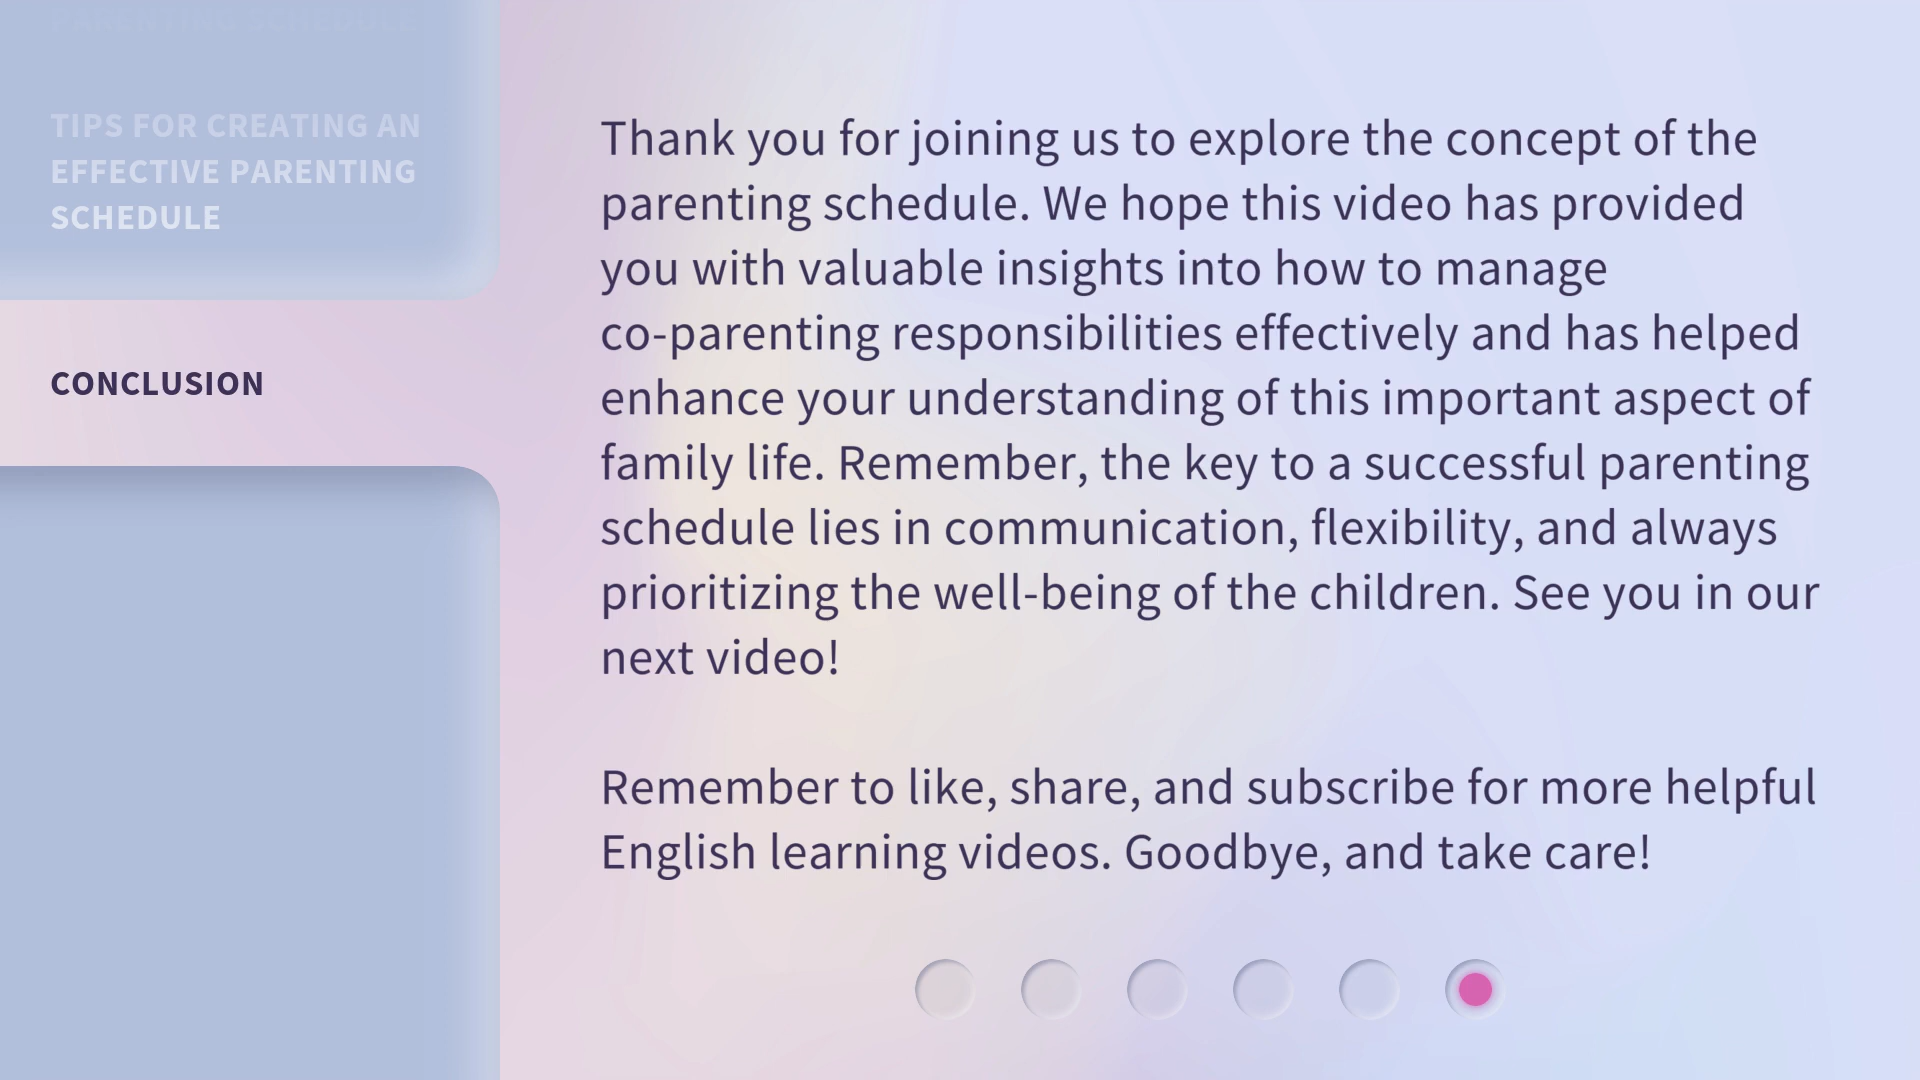 PARENTING SCHEDULE
TIPS FOR CREATING AN
EFFECTIVE PARENTING
SCHEDULE
CONCLUSION
Thank you for joining us to explore the concept of the
parenting schedule. We hope this video has provided
you with valuable insights into how to manage
co-parenting responsibilities effectively and has helped
enhance your understanding of this important aspect of
family life. Remember, the key to a successful parenting
schedule lies in communication, flexibility, and always
prioritizing the well-being of the children. See you in our
next video!
Remember to like, share, and subscribe for more helpful
English learning videos. Goodbye, and take care!